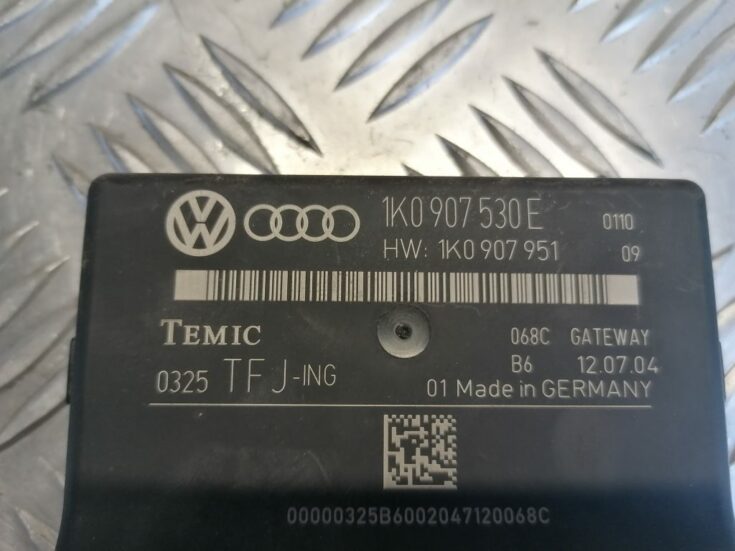 1K0 907 530 E 0110
HW: 1K0 907 951 09
TEMIC 068C GATEWAY
B6 12.07.04
0325 TFJ-ING 01 Made in GERMANY
00000325B6002047120068C